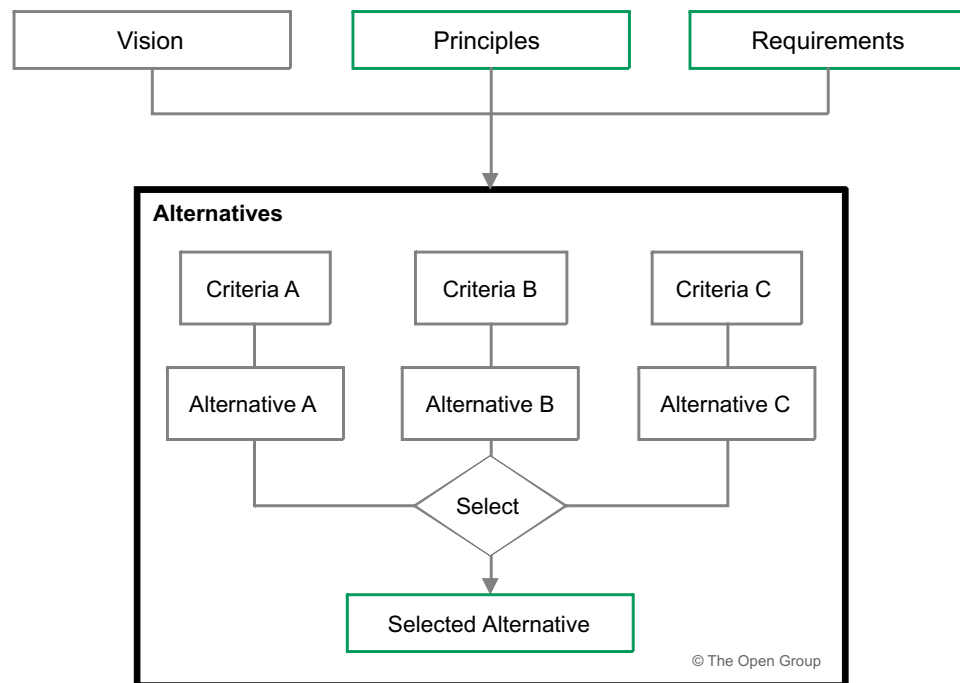 Vision
Principles
Requirements
Alternatives
Criteria A
Criteria B
Criteria C
Alternative A
Alternative B
Alternative C
Select
Selected Alternative
© The Open Group